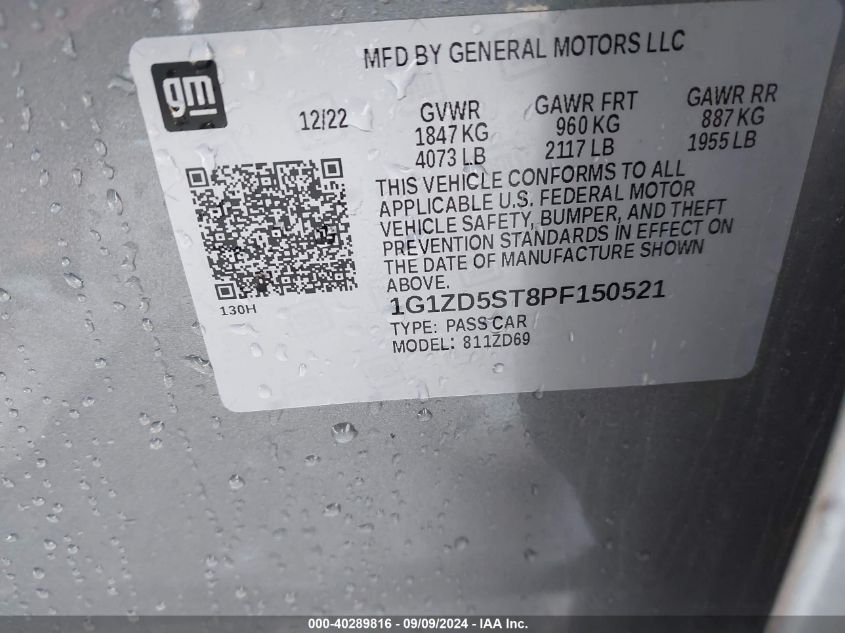 MFD BY GENERAL MOTORS LLC
gm
12/22
GVWR
1847 KG
4073 LB
GAWR FRT
960 KG
2117 LB
GAWR RR
887 KG
1955 LB
THIS VEHICLE CONFORMS TO ALL
APPLICABLE U.S. FEDERAL MOTOR
VEHICLE SAFETY, BUMPER, AND THEFT
PREVENTION STANDARDS IN EFFECT ON
THE DATE OF MANUFACTURE SHOWN
ABOVE.
130H
1G1ZD5ST8PF150521
TYPE: PASS CAR
MODEL: 811ZD69
000-40289816 - 09/09/2024 - IAA Inc.